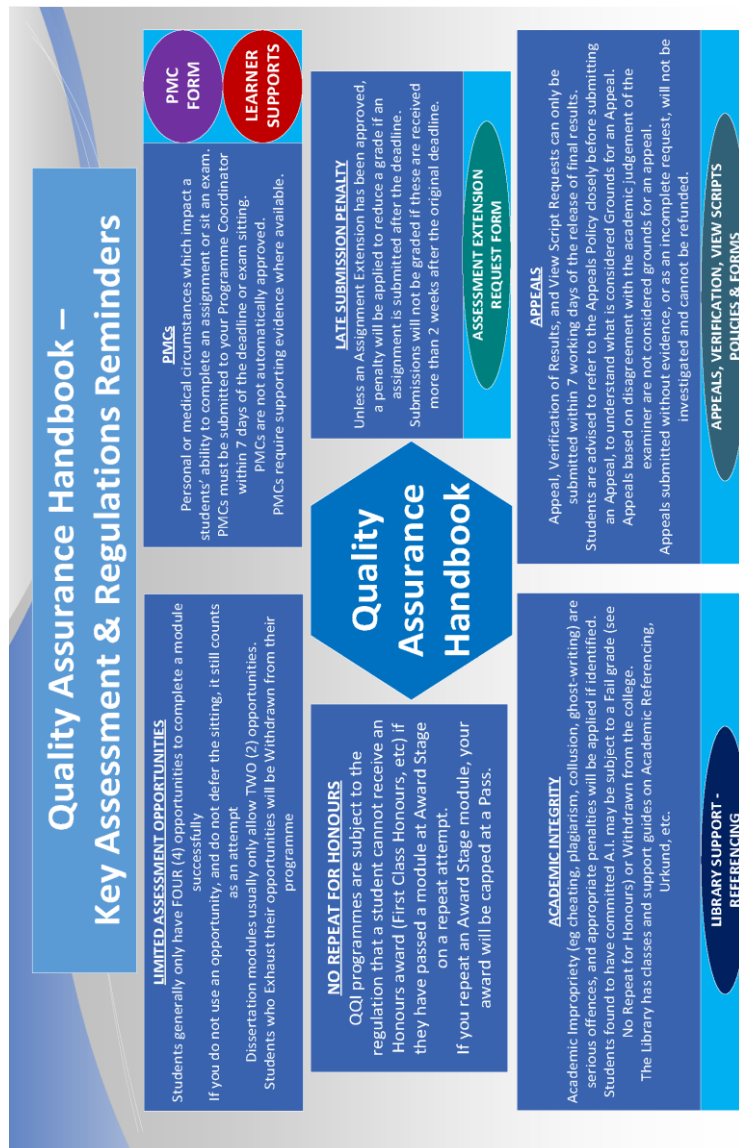 Quality Assurance Handbook –
Key Assessment & Regulations Reminders
LIMITED ASSESSMENT OPPORTUNITIES
Students generally only have FOUR (4) opportunities to complete a module
successfully
If you do not use an opportunity, and do not defer the sitting, it still counts
as an attempt
Dissertation modules usually only allow TWO (2) opportunities.
Students who Exhaust their opportunities will be Withdrawn from their
programme
PMCs
Personal or medical circumstances which impact a
students' ability to complete an assignment or sit an exam.
PMCs must be submitted to your Programme Coordinator
within 7 days of the deadline or exam sitting.
PMCs are not automatically approved.
PMCs require supporting evidence where available.
PMC
FORM
LEARNER
SUPPORTS
NO REPEAT FOR HONOURS
QQI programmes are subject to the
regulation that a student cannot receive an
Honours award (First Class Honours, etc) if
they have passed a module at Award Stage
on a repeat attempt.
If you repeat an Award Stage module, your
award will be capped at a Pass.
Quality
Assurance
Handbook
LATE SUBMISSION PENALTY
Unless an Assignment Extension has been approved,
a penalty will be applied to reduce a grade if an
assignment is submitted after the deadline.
Submissions will not be graded if these are received
more than 2 weeks after the original deadline.
ASSESSMENT EXTENSION
REQUEST FORM
ACADEMIC INTEGRITY
Academic Impropriety (eg cheating, plagiarism, collusion, ghost-writing) are
serious offences, and appropriate penalties will be applied if identified.
Students found to have committed A.I. may be subject to a Fail grade (see
No Repeat for Honours) or Withdrawn from the college.
The Library has classes and support guides on Academic Referencing,
Urkund, etc.
LIBRARY SUPPORT -
REFERENCING
APPEALS
Appeal, Verification of Results, and View Script Requests can only be
submitted within 7 working days of the release of final results.
Students are advised to refer to the Appeals Policy closely before submitting
an Appeal, to understand what is considered Grounds for an Appeal.
Appeals based on disagreement with the academic judgement of the
examiner are not considered grounds for an appeal.
Appeals submitted without evidence, or as an incomplete request, will not be
investigated and cannot be refunded.
APPEALS, VERIFICATION, VIEW SCRIPTS
POLICIES & FORMS